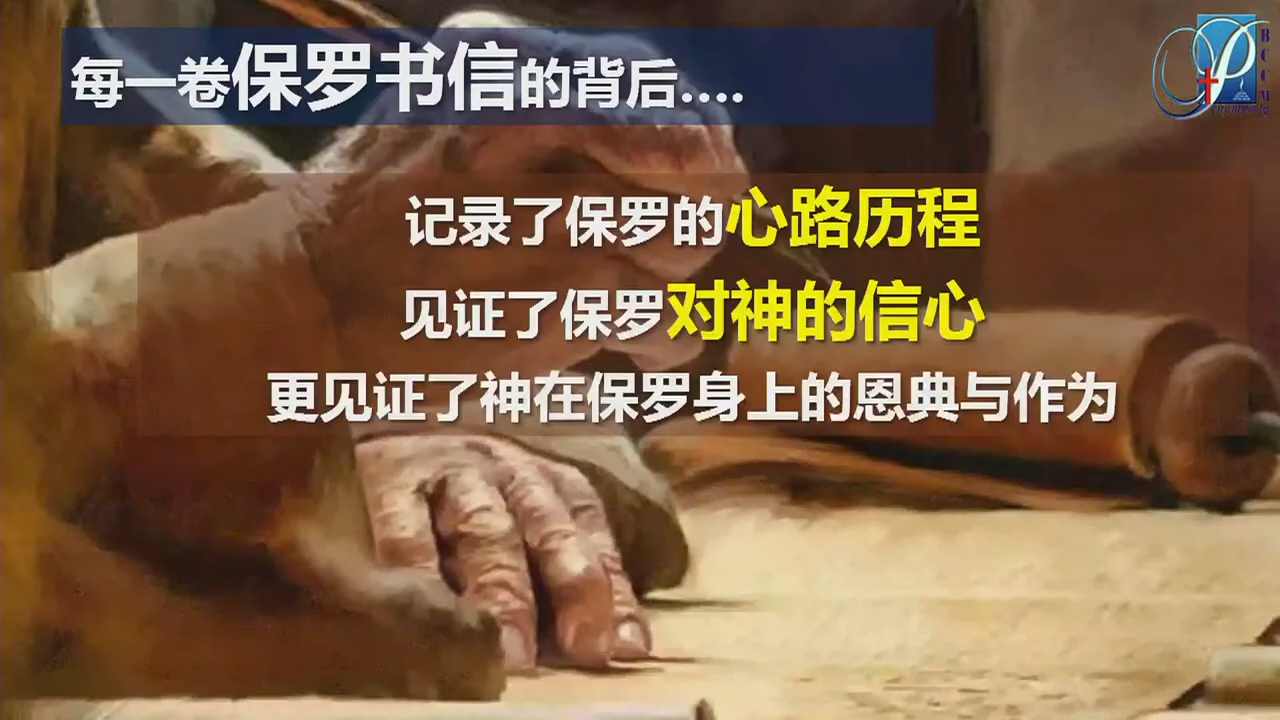 每一卷保罗书信的背后....
记录了保罗的心路历程
见证了保罗对神的信心
更见证了神在保罗身上的恩典与作为
BCCM